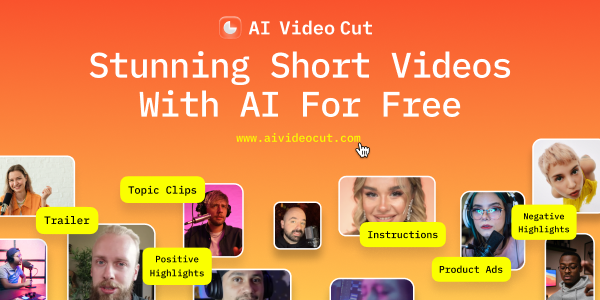 AI Video Cut
Stunning Short Videos
With AI For Free
www.aivideocut.com
Topic Clips
Trailer
Negative
Highlights
Instructions
Positive
Highlights
Product Ads